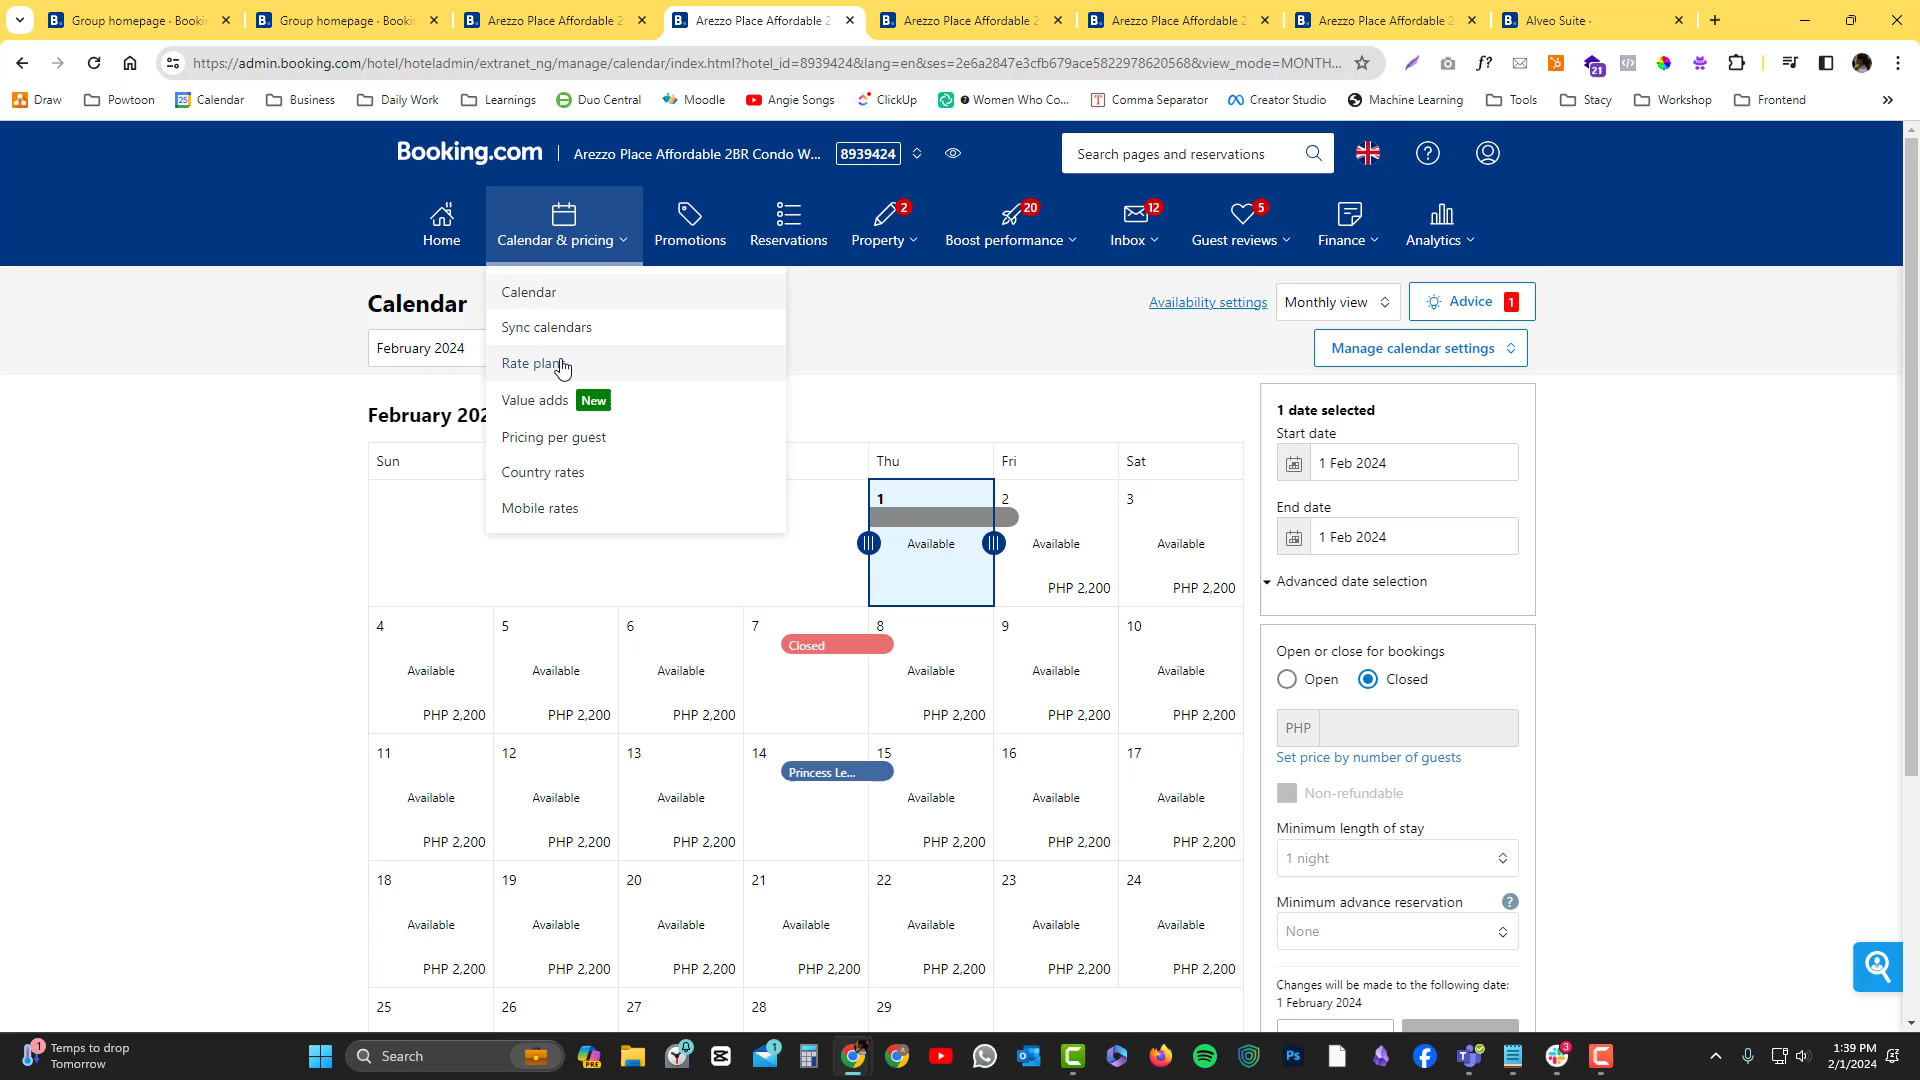 Group homepage · Bookin
Group homepage · Bookin
Arezzo Place Affordable 2
Arezzo Place Affordable 2
Arezzo Place Affordable 2
Arezzo Place Affordable 2
Arezzo Place Affordable 2
Alveo Suite ·
https://admin.booking.com/hotel/hoteladmin/extranet_ng/manage/calendar/index.html?hotel_id=8939424&lang=en&ses=2e6a2847e3cfb679ace5822978620568&view_mode=MONTH...
21
Draw
Powtoon
Calendar
Business
Daily Work
Learnings
Duo Central
Moodle
Angie Songs
ClickUp
Women Who Co...
Comma Separator
Creator Studio
Machine Learning
Tools
Stacy
Workshop
Frontend
Booking.com
Arezzo Place Affordable 2BR Condo W...
8939424
Search pages and reservations
Home
Calendar & pricing
Promotions
Reservations
Property 2
Boost performance 20
Inbox 12
Guest reviews 5
Finance
Analytics
Calendar
Sync calendars
Rate plan
Value adds New
Pricing per guest
Country rates
Mobile rates
Calendar
February 2024
Availability settings
Monthly view
Advice 1
Manage calendar settings
February 202
Sun Thu Fri Sat
1 2 3
Available Available Available
PHP 2,200 PHP 2,200
4 5 6 7 8 9 10
Closed
Available Available Available Available Available Available
PHP 2,200 PHP 2,200 PHP 2,200 PHP 2,200 PHP 2,200 PHP 2,200
11 12 13 14 15 16 17
Princess Le...
Available Available Available Available Available Available
PHP 2,200 PHP 2,200 PHP 2,200 PHP 2,200 PHP 2,200 PHP 2,200
18 19 20 21 22 23 24
Available Available Available Available Available Available Available
PHP 2,200 PHP 2,200 PHP 2,200 PHP 2,200 PHP 2,200 PHP 2,200 PHP 2,200
25 26 27 28 29
1 date selected
Start date
1 Feb 2024
End date
1 Feb 2024
Advanced date selection
Open or close for bookings
Open Closed
PHP
Set price by number of guests
Non-refundable
Minimum length of stay
1 night
Minimum advance reservation ?
None
Changes will be made to the following date:
1 February 2024
1
Temps to drop
Tomorrow
Search
PRE
1
3
1:39 PM
2/1/2024